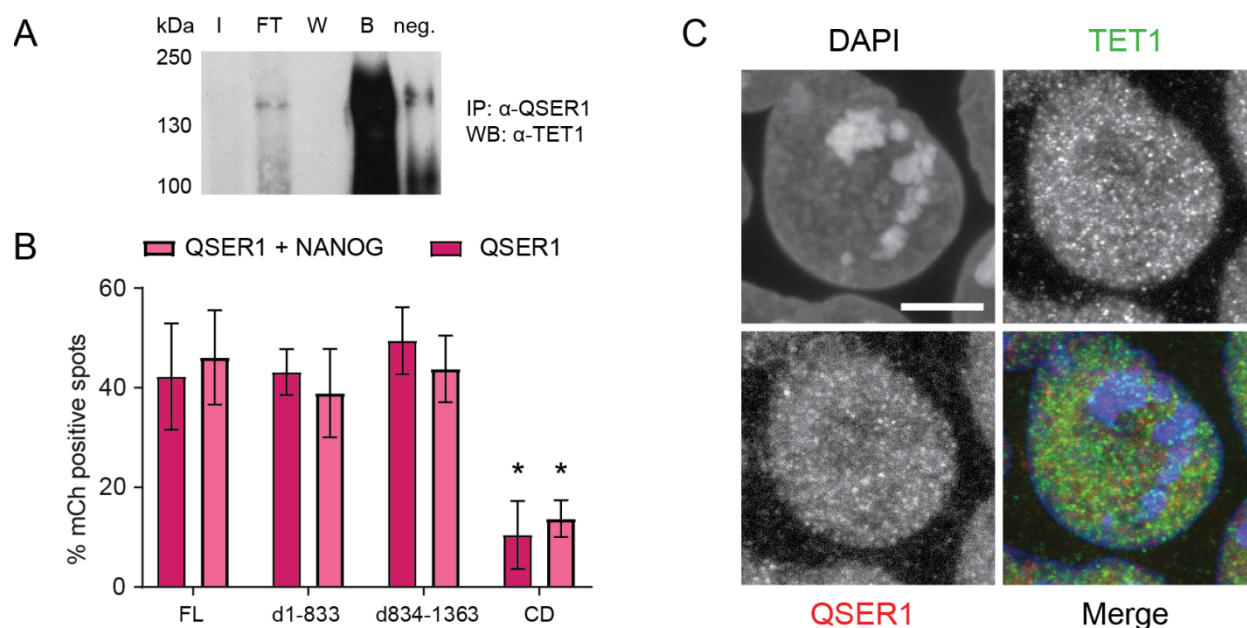 A
kDa I FT W B neg.
250
130
100
IP: α-QSER1
WB: α-TET1
B
QSER1 + NANOG QSER1
% mCh positive spots
60
40
20
0
* *
FL d1-833 d834-1363 CD
C
DAPI TET1
QSER1 Merge